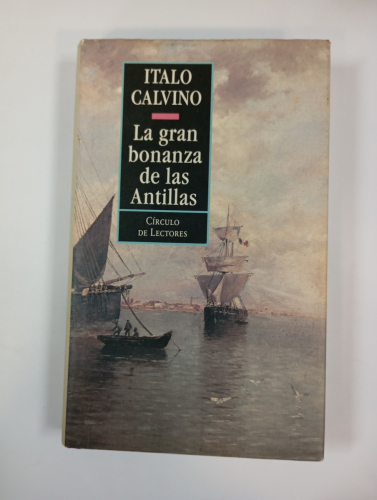 ITALO
CALVINO
La gran
bonanza
de las
Antillas
CÍRCULO
DE LECTORES